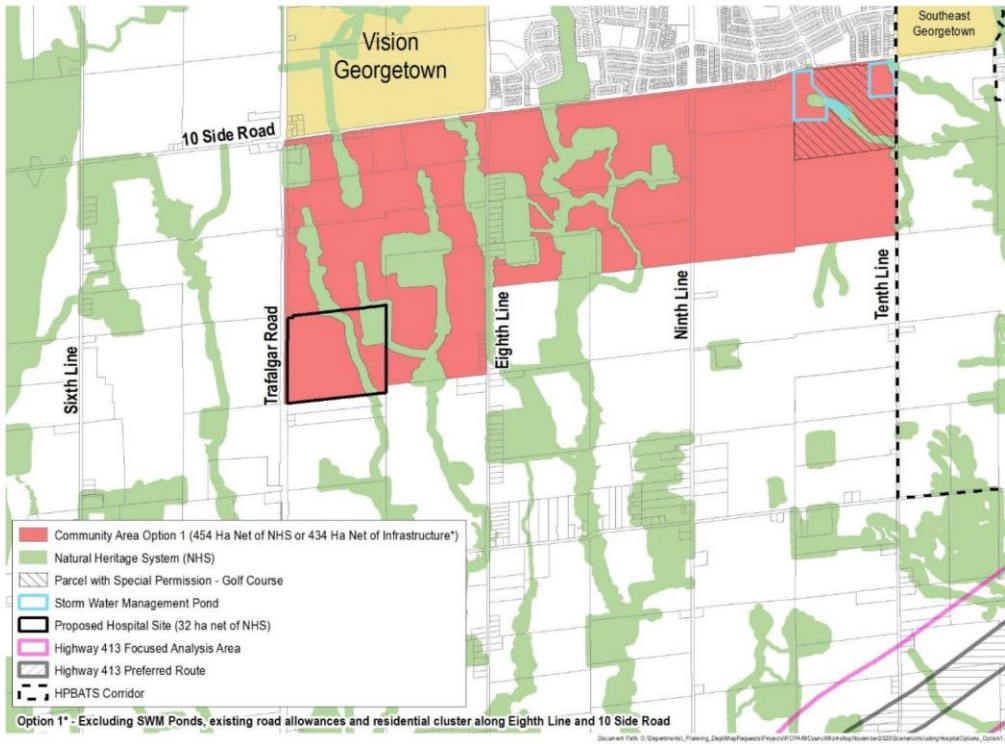 Vision
Georgetown
Southeast
Georgetown
10 Side Road
Sixth Line
Trafalgar Road
Eighth Line
Ninth Line
Tenth Line
Community Area Option 1 (454 Ha Net of NHS or 434 Ha Net of Infrastructure*)
Natural Heritage System (NHS)
Parcel with Special Permission - Golf Course
Storm Water Management Pond
Proposed Hospital Site (32 ha net of NHS)
Highway 413 Focused Analysis Area
Highway 413 Preferred Route
HPBATS Corridor
Option 1* - Excluding SWM Ponds, existing road allowances and residential cluster along Eighth Line and 10 Side Road